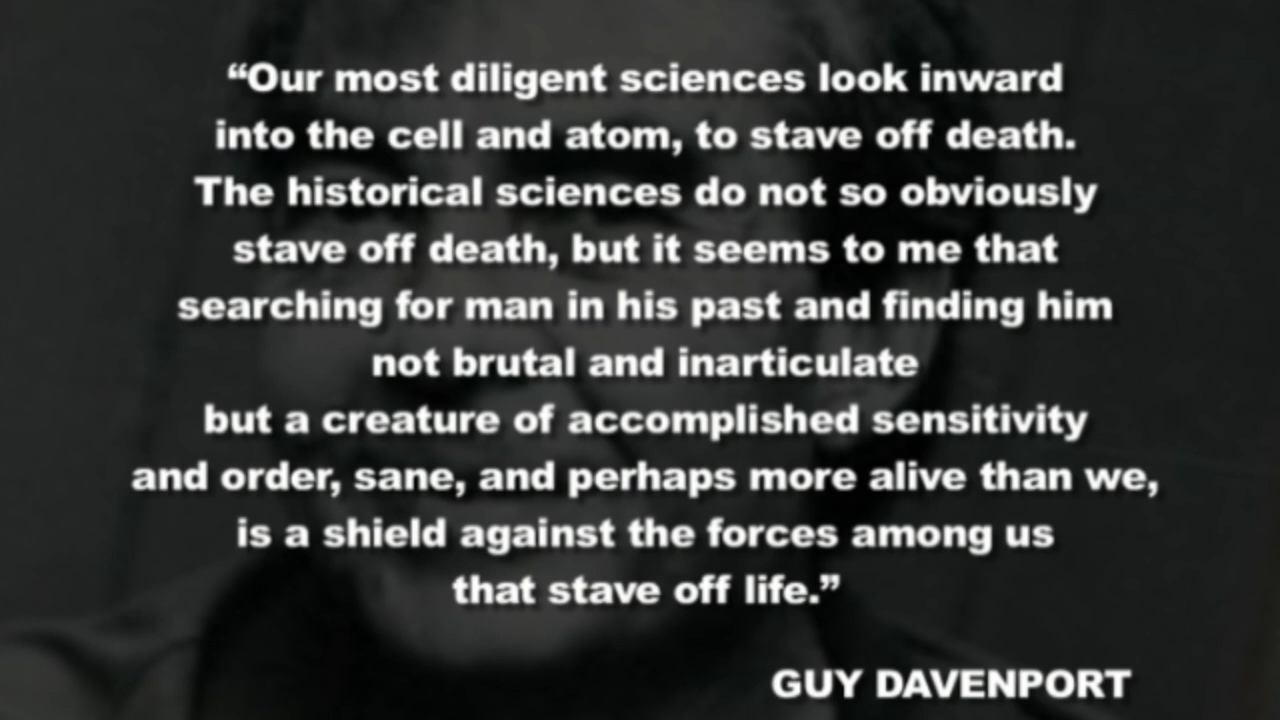 “Our most diligent sciences look inward
into the cell and atom, to stave off death.
The historical sciences do not so obviously
stave off death, but it seems to me that
searching for man in his past and finding him
not brutal and inarticulate
but a creature of accomplished sensitivity
and order, sane, and perhaps more alive than we,
is a shield against the forces among us
that stave off life.”
GUY DAVENPORT